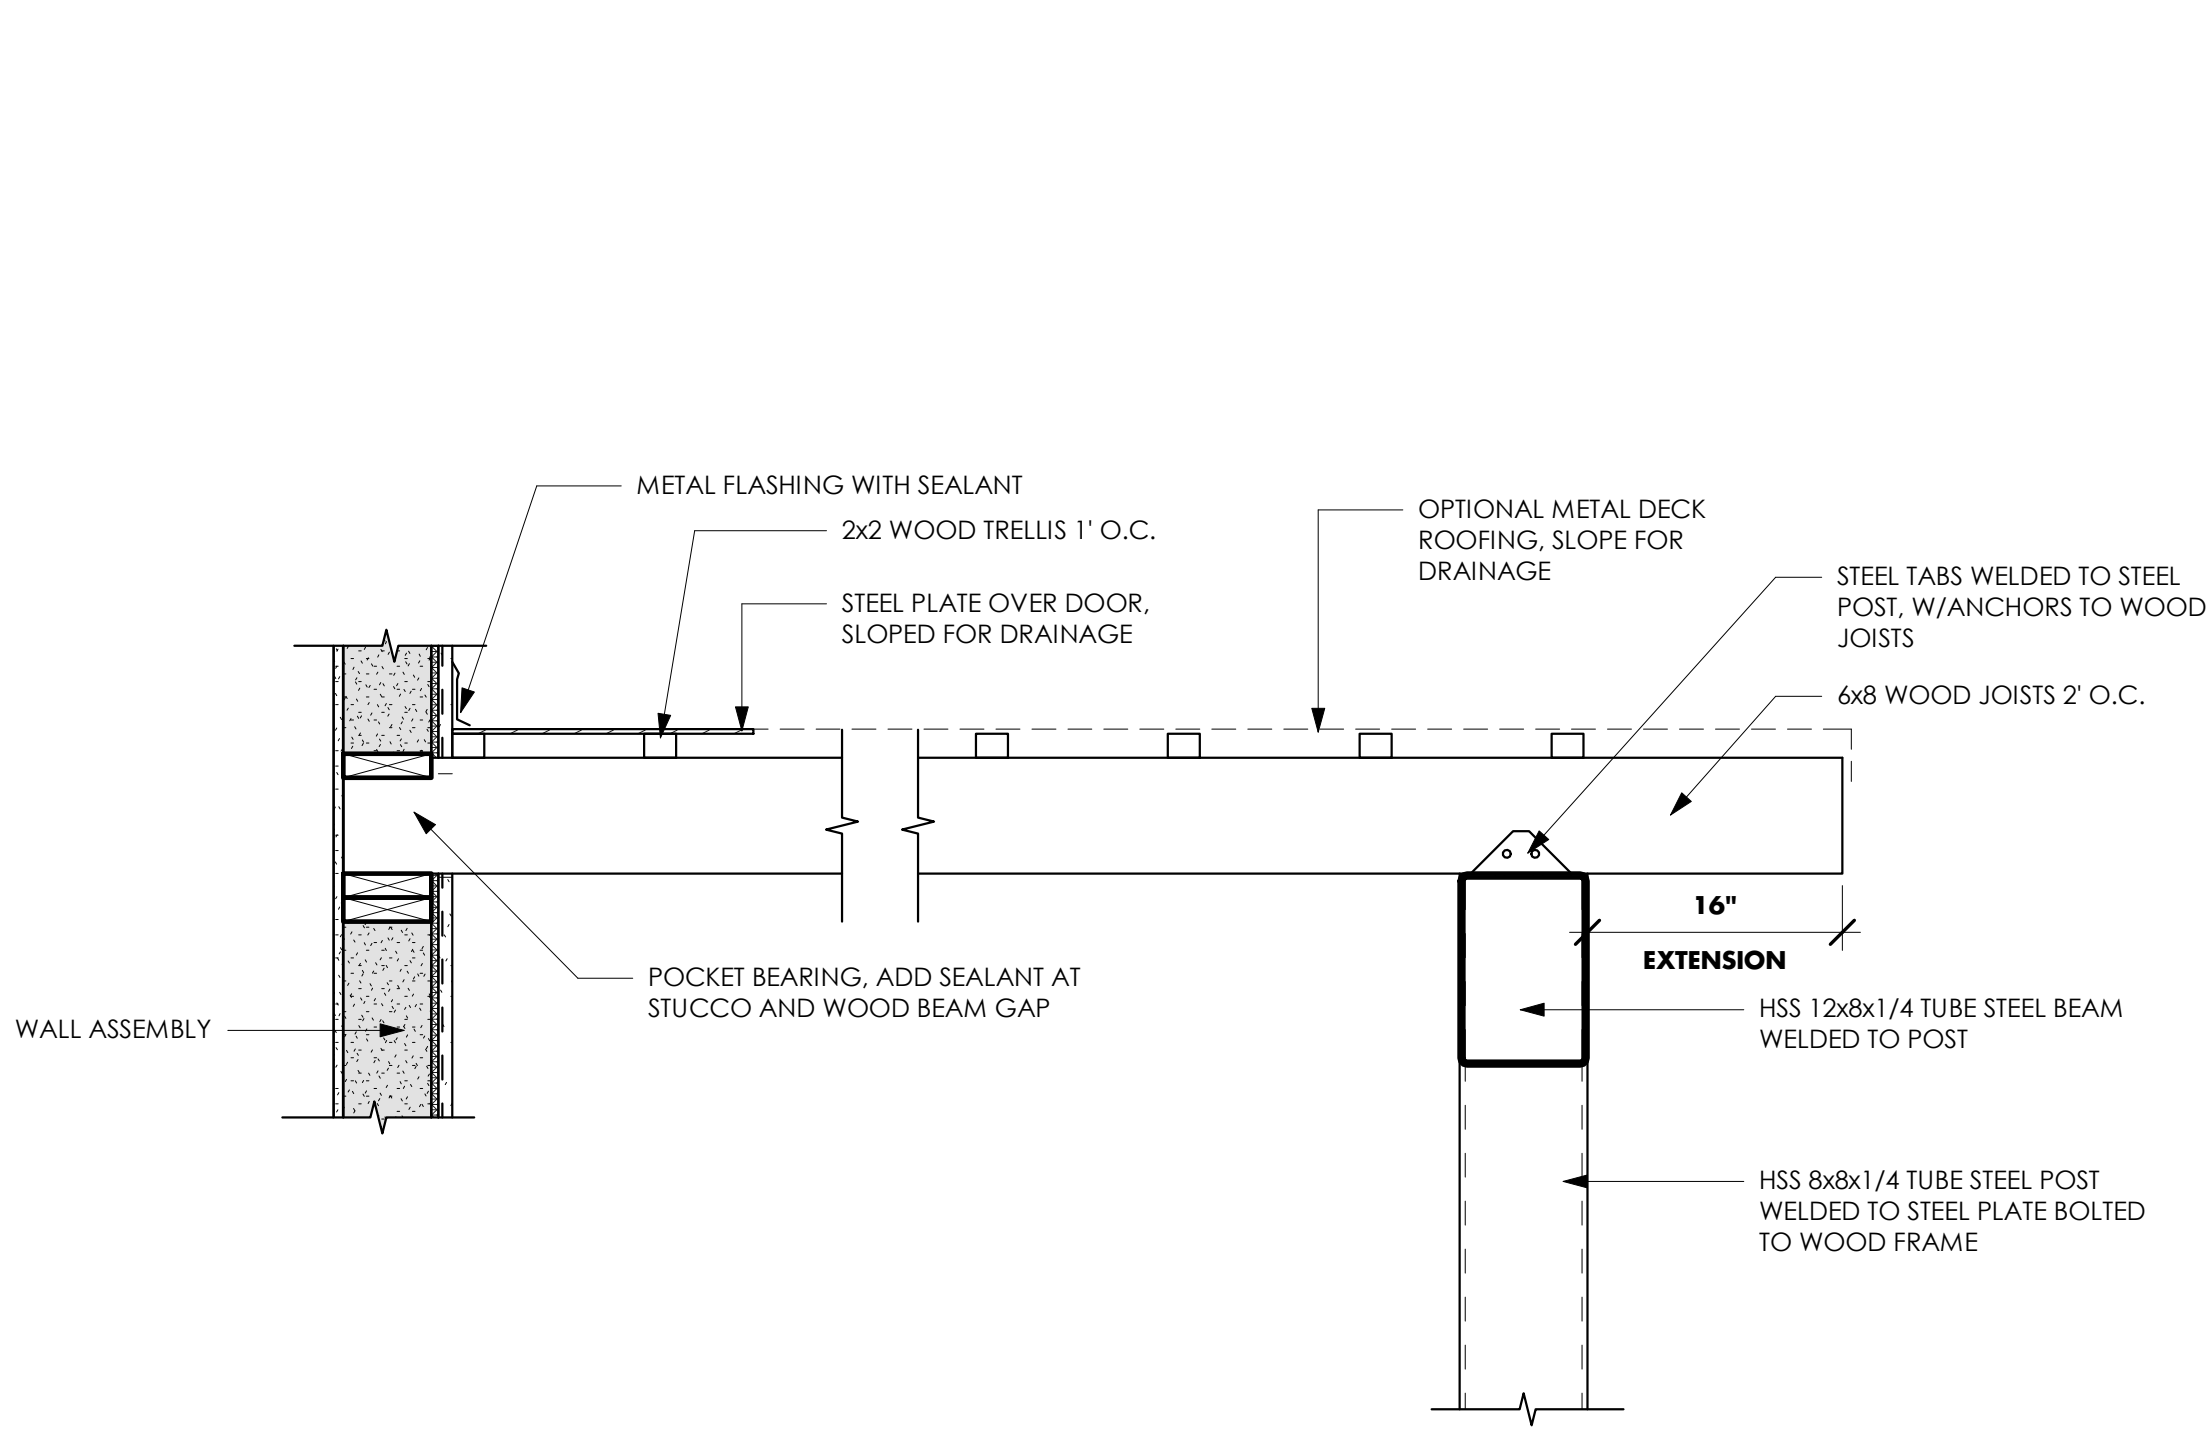 METAL FLASHING WITH SEALANT
2x2 WOOD TRELLIS 1' O.C.
STEEL PLATE OVER DOOR,
SLOPED FOR DRAINAGE
OPTIONAL METAL DECK
ROOFING, SLOPE FOR
DRAINAGE
STEEL TABS WELDED TO STEEL
POST, W/ANCHORS TO WOOD
JOISTS
6x8 WOOD JOISTS 2' O.C.
16"
EXTENSION
POCKET BEARING, ADD SEALANT AT
STUCCO AND WOOD BEAM GAP
WALL ASSEMBLY
HSS 12x8x1/4 TUBE STEEL BEAM
WELDED TO POST
HSS 8x8x1/4 TUBE STEEL POST
WELDED TO STEEL PLATE BOLTED
TO WOOD FRAME